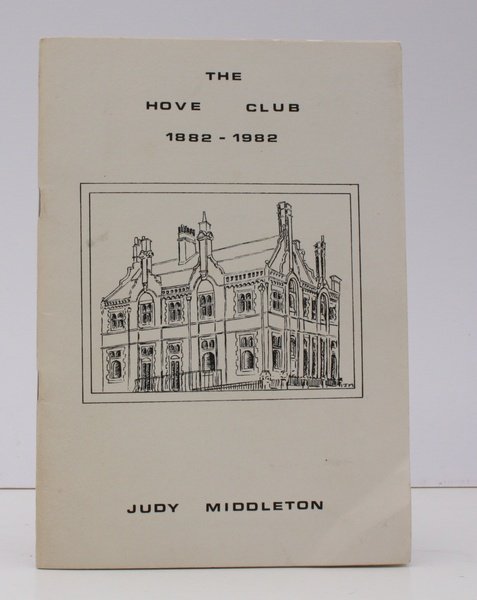 THE
HOVE CLUB
1882 - 1982
JUDY MIDDLETON